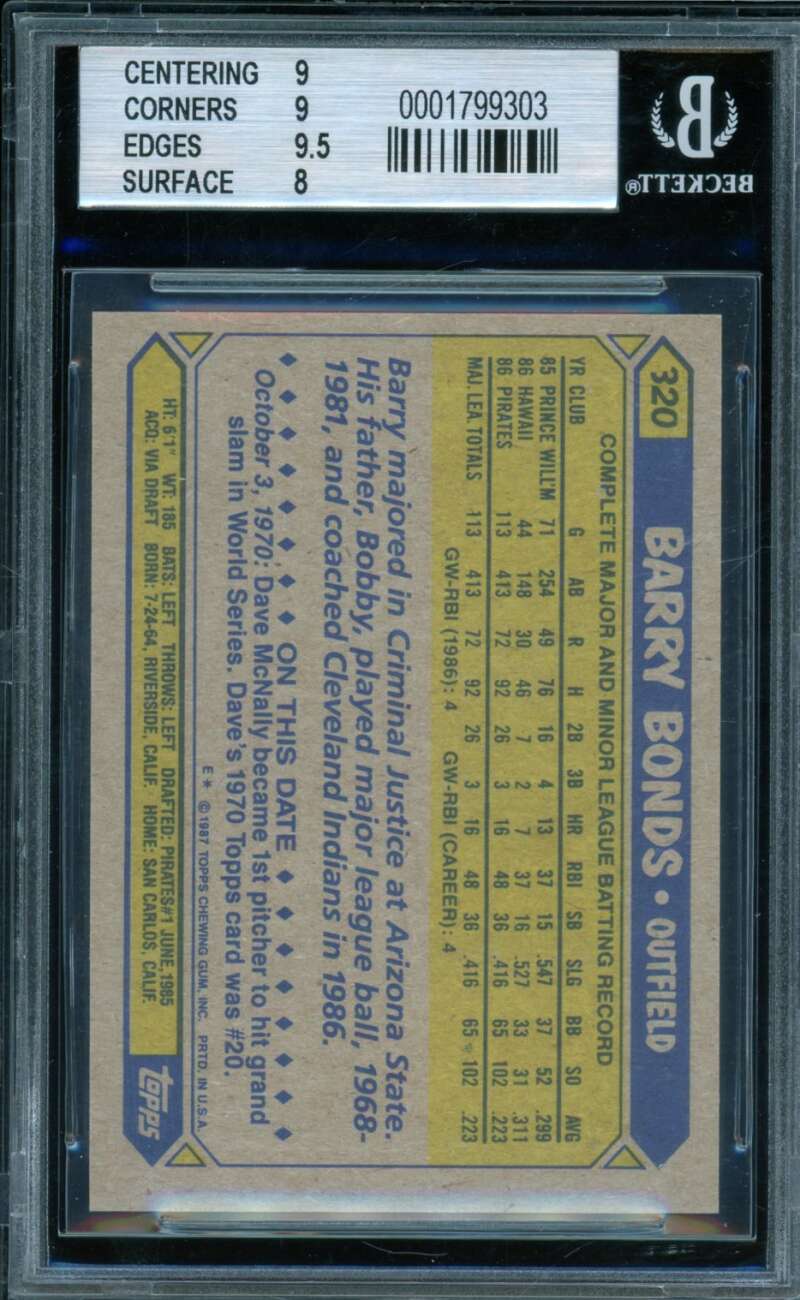 CENTERING 9
CORNERS 9
EDGES 9.5
SURFACE 8
0001799303
BECKETT®
320 BARRY BONDS • OUTFIELD
COMPLETE MAJOR AND MINOR LEAGUE BATTING RECORD
YR CLUB G AB R H 2B 3B HR RBI SB SLG BB SO AVG
85 PRINCE WILL'M 71 254 49 76 16 4 13 37 15 .547 37 52 .299
86 HAWAII 44 148 30 46 7 2 7 37 16 .527 33 31 .311
86 PIRATES 113 413 72 92 26 3 16 48 36 .416 65 102 .223
MAJ.LEA. TOTALS 113 413 72 92 26 3 16 48 36 .416 65 102 .223
GW-RBI (1986): 4 GW-RBI (CAREER): 4
Barry majored in Criminal Justice at Arizona State.
His father, Bobby, played major league ball, 1968-
1981, and coached Cleveland Indians in 1986.
♦ ♦ ♦ ♦ ♦ ♦ ♦ ON THIS DATE ♦ ♦ ♦ ♦ ♦ ♦ ♦ ♦
October 3, 1970: Dave McNally became 1st pitcher to hit grand
slam in World Series. Dave's 1970 Topps card was #20.
E* ©1987 TOPPS CHEWING GUM, INC. PRTD. IN U.S.A.
HT: 6'1" WT: 185 BATS: LEFT THROWS: LEFT DRAFTED: PIRATES#1 JUNE,1985
ACQ: VIA DRAFT BORN: 7-24-64, RIVERSIDE, CALIF. HOME: SAN CARLOS, CALIF.
topps